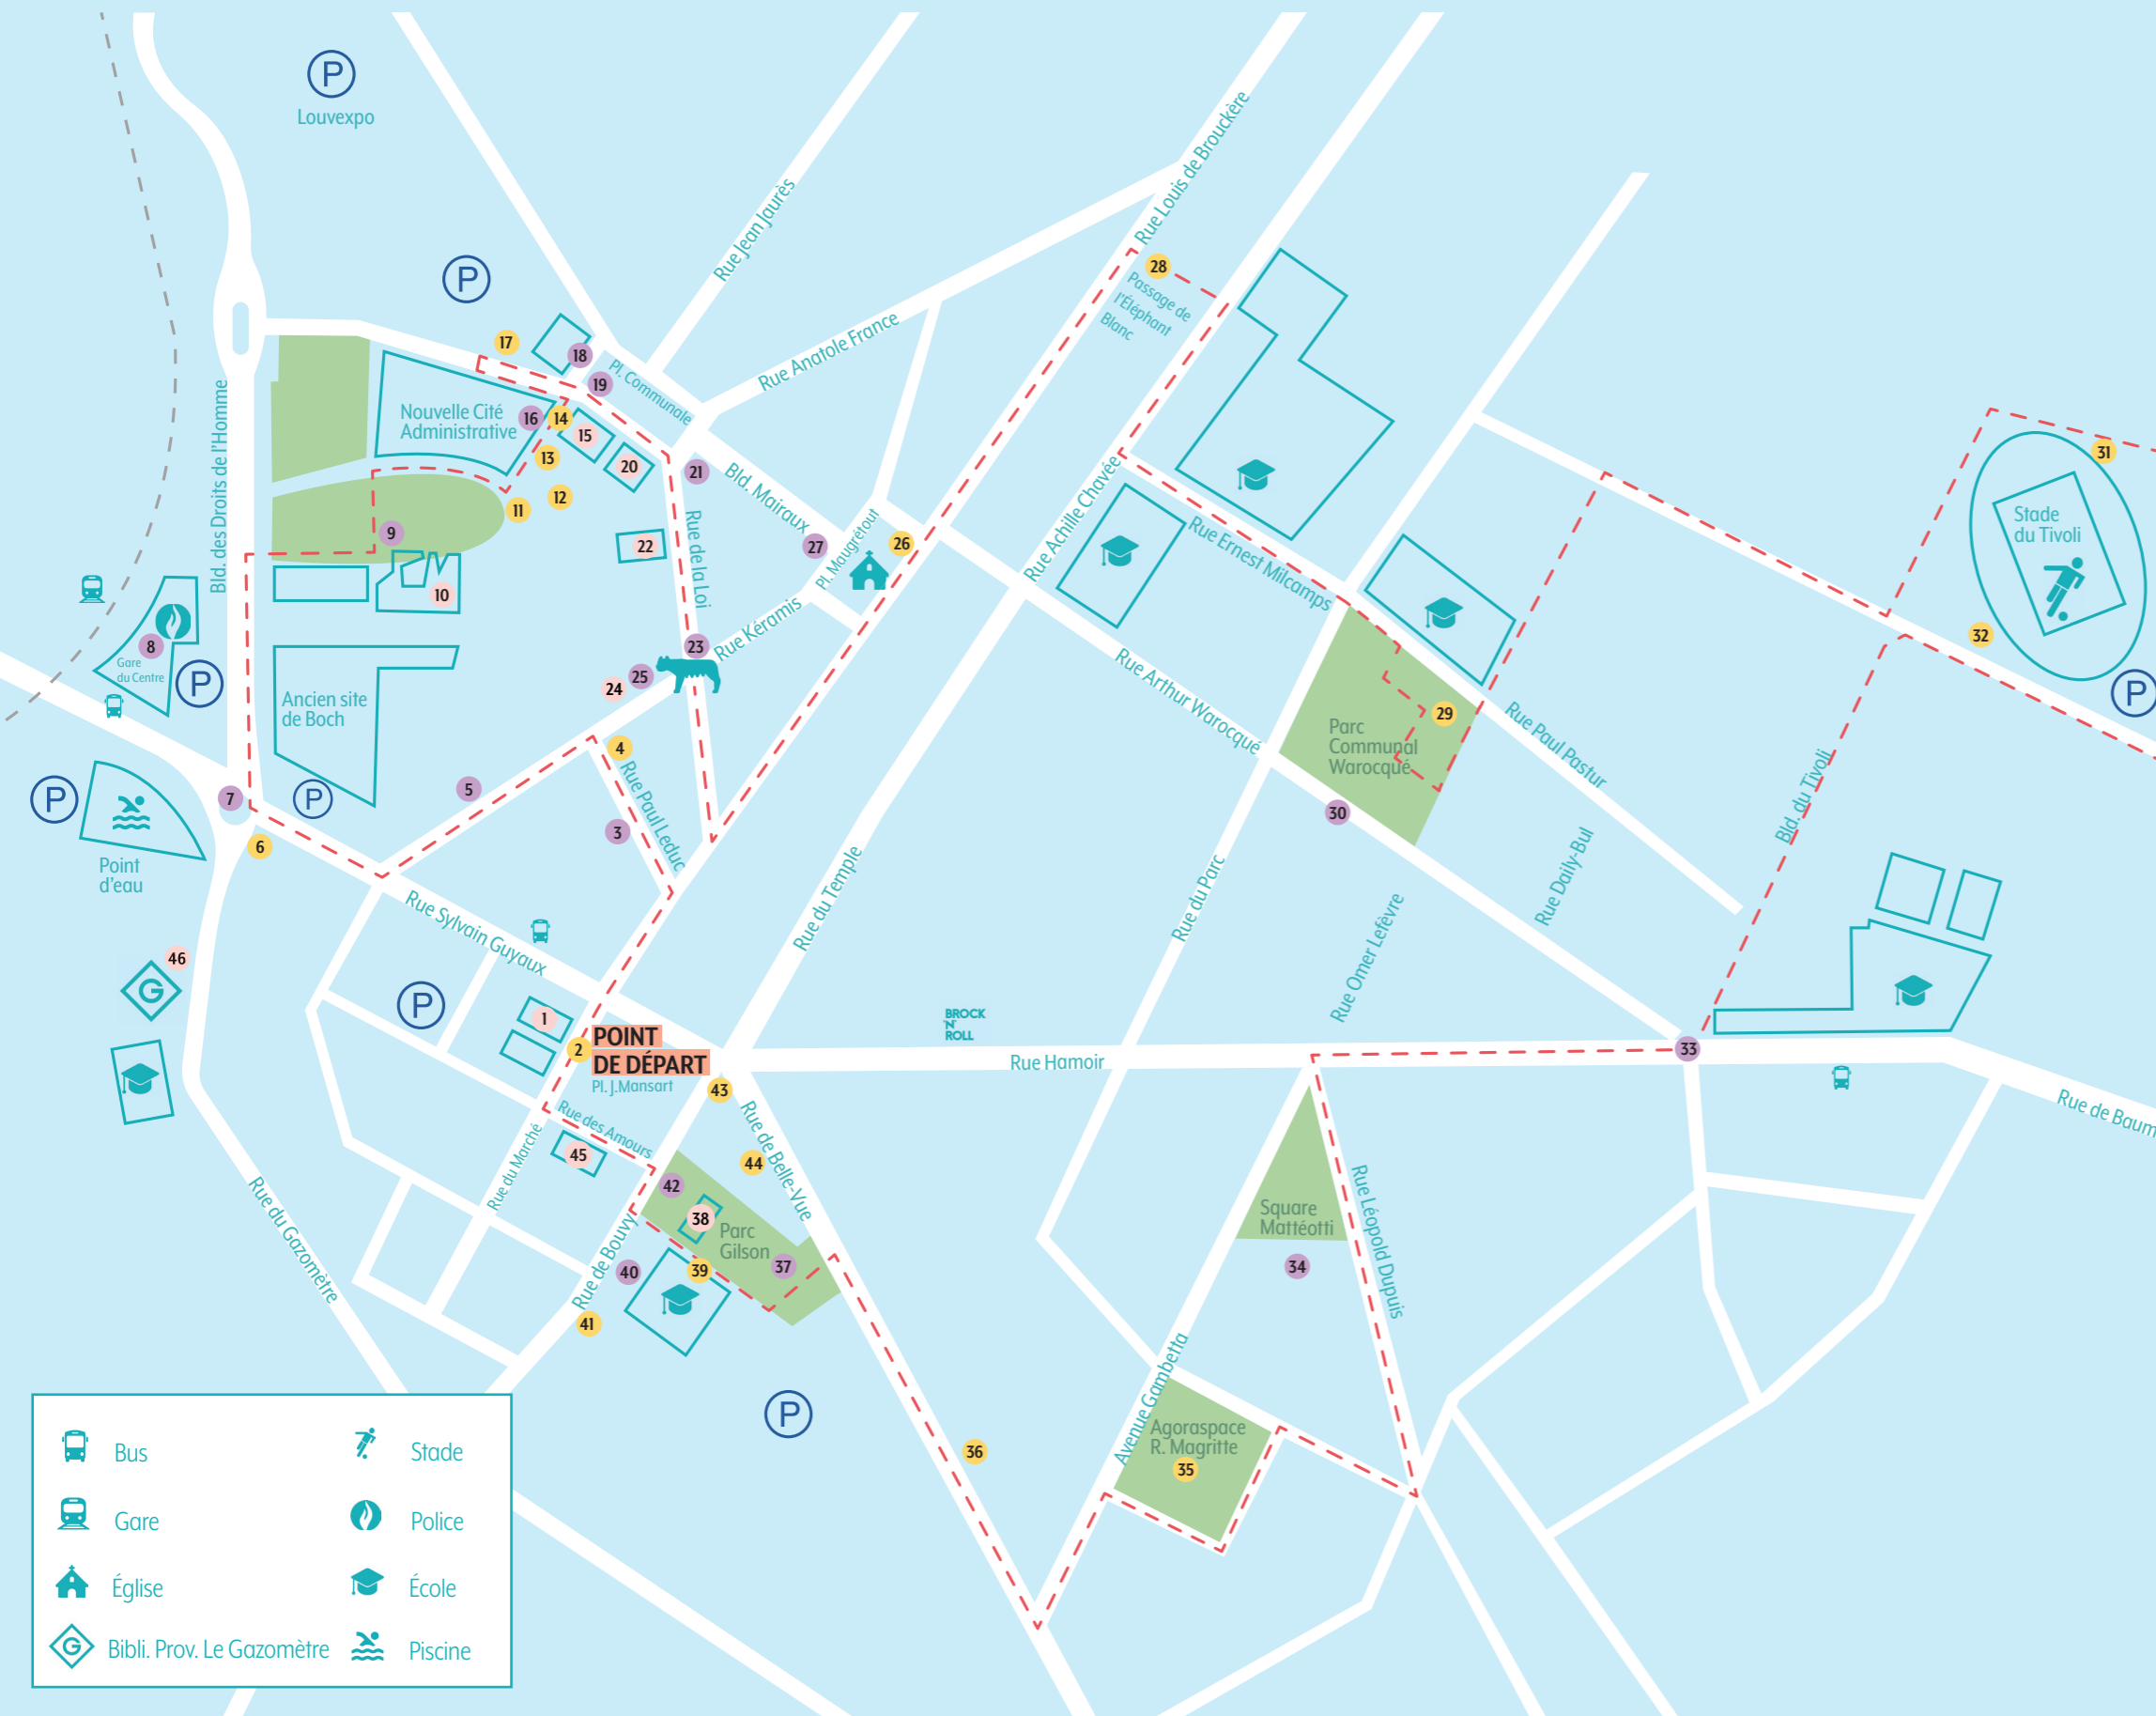 P
Louvexpo
Rue Jean Jaurès
Rue Louis de Brouckère
P
28
Passage de
l'Éléphant
Blanc
17
18
Pl. Communale
19
Rue Anatole France
Bld. des Droits de l'Homme
Nouvelle Cité
Administrative
16
14
15
13
20
21
12
11
9
10
Bld. Mairaux
27
Pl. Maugrétout
26
Rue de la Loi
22
Rue Achille Chavée
Rue Ernest Milcamps
31
Stade
du Tivoli
32
P
8
Gare
du Centre
P
23
Rue Kéramis
25
24
Ancien site
de Boch
Rue Arthur Warocqué
29
Parc
Communal
Warocqué
Rue Paul Pastur
30
4
Rue Paul Leduc
5
3
P
7
P
6
Point
d'eau
Bld. du Tivoli
Rue Daily-Bul
Rue Omer Lefèvre
Rue du Parc
Rue du Temple
Rue Sylvain Guyaux
46
G
P
1
2
POINT
DE DÉPART
Pl. J.Mansart
BROCK
'N'
ROLL
Rue Hamoir
33
Rue de Baum
43
Rue des Amours
Rue de Belle-Vue
44
45
Rue du Marché
42
38
Parc
Gilson
37
39
40
Rue de Bouvy
41
Rue du Gazomètre
Square
Mattéotti
34
Rue Léopold Dupuis
Avenue Gambetta
Agoraspace
R. Magritte
35
36
P
Bus
Stade
Gare
Police
Église
École
G
Bibli. Prov. Le Gazomètre
Piscine